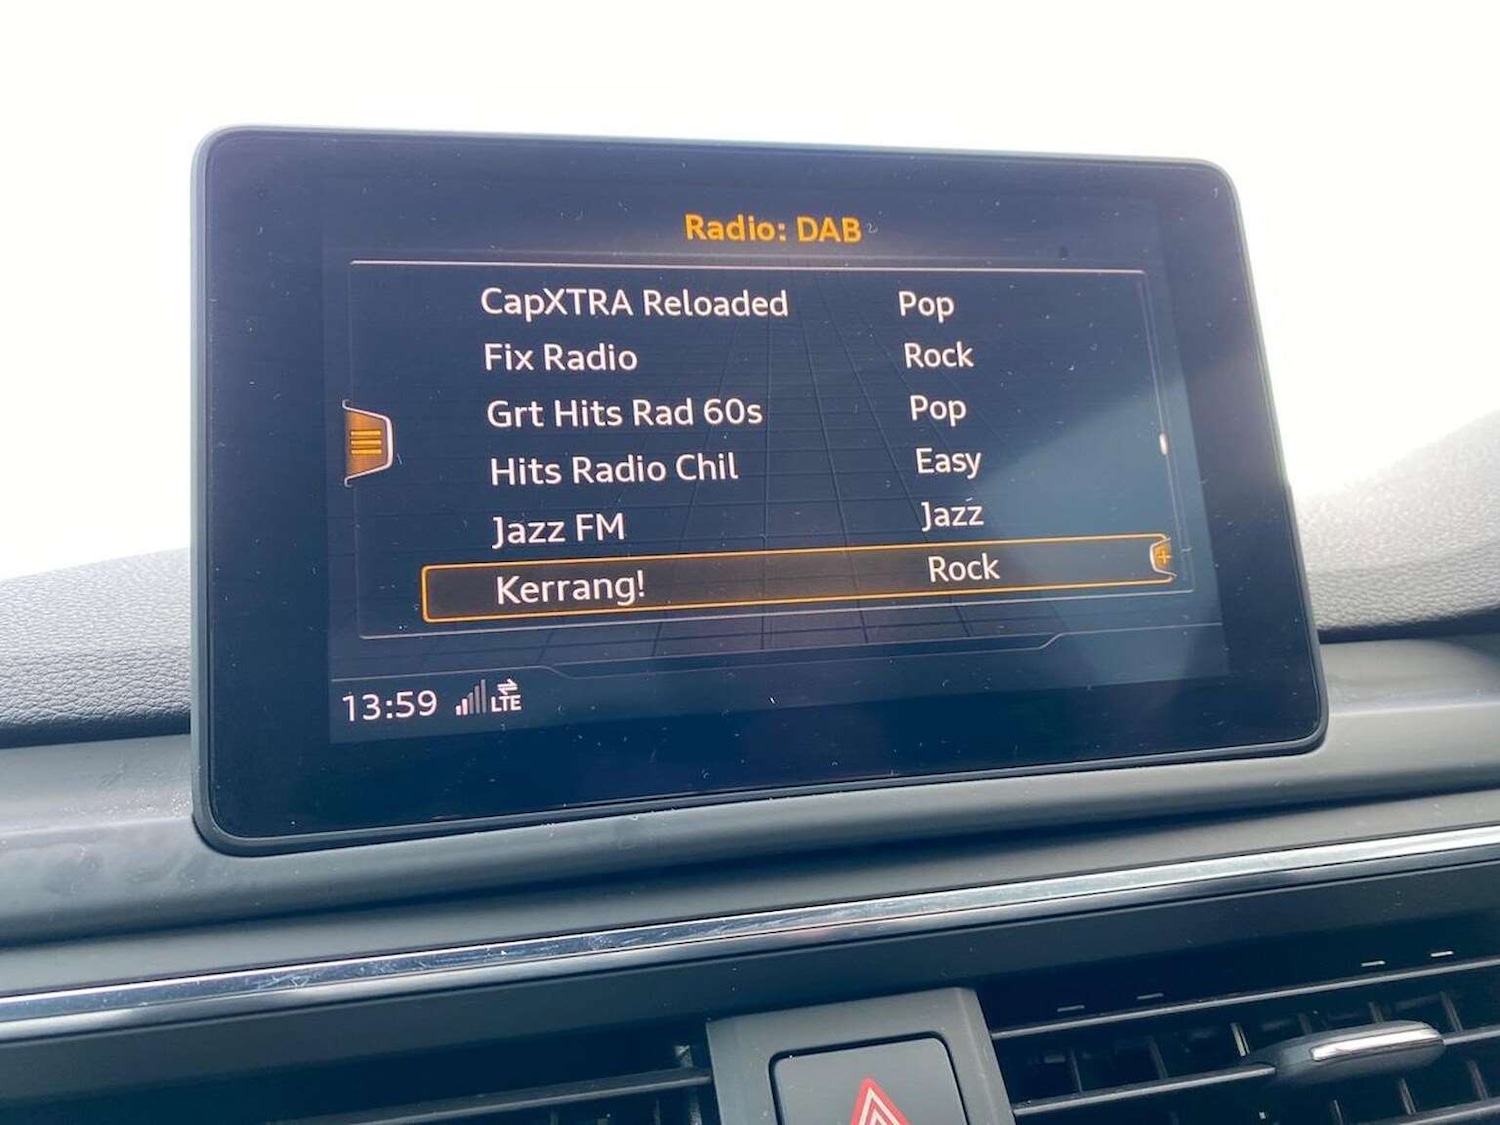 Radio: DAB
CapXTRA Reloaded Pop
Fix Radio Rock
Grt Hits Rad 60s Pop
Hits Radio Chil Easy
Jazz FM Jazz
Kerrang! Rock
13:59 LTE